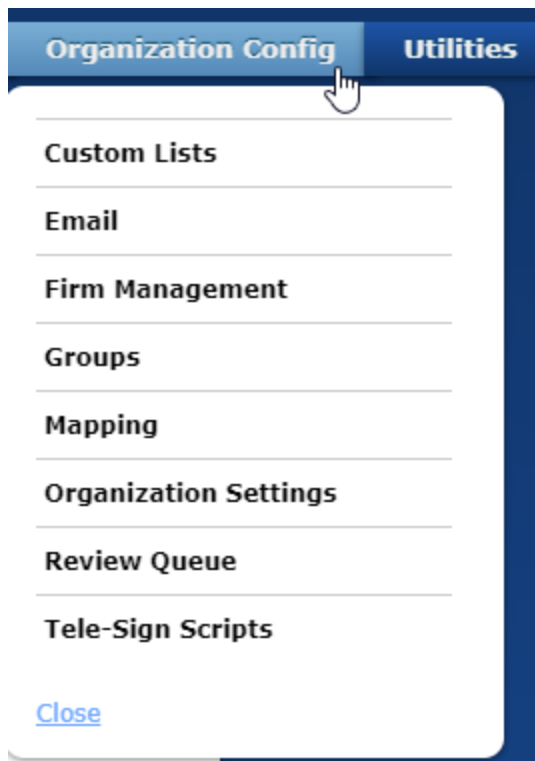 Organization Config
Utilities
Custom Lists
Email
Firm Management
Groups
Mapping
Organization Settings
Review Queue
Tele-Sign Scripts
Close